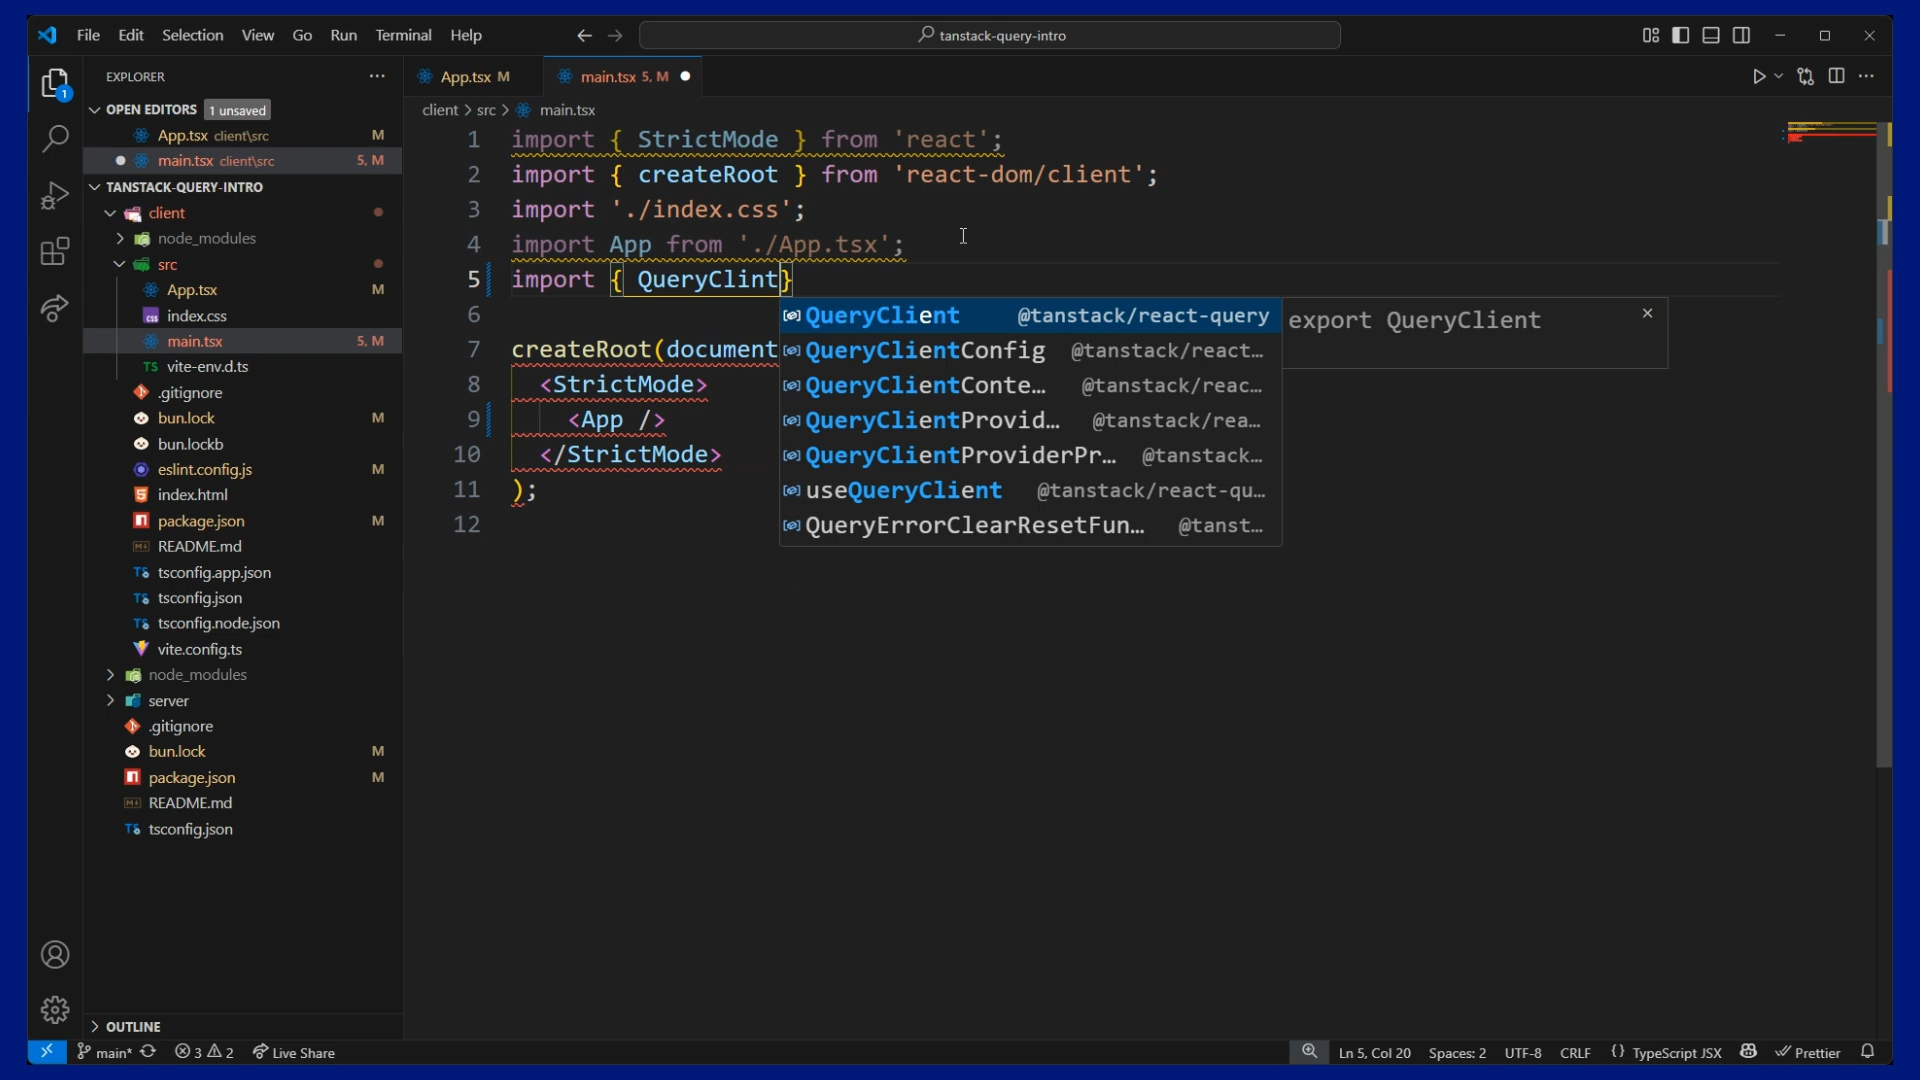 File Edit Selection View Go Run Terminal Help
tanstack-query-intro
EXPLORER
OPEN EDITORS 1 unsaved
App.tsx client\src M
main.tsx client\src 5, M
TANSTACK-QUERY-INTRO
client
node_modules
src
App.tsx M
index.css
main.tsx 5, M
TS vite-env.d.ts
.gitignore
bun.lock M
bun.lockb
eslint.config.js M
index.html
package.json M
README.md
tsconfig.app.json
tsconfig.json
tsconfig.node.json
vite.config.ts
node_modules
server
.gitignore
bun.lock M
package.json M
README.md
tsconfig.json
OUTLINE
App.tsx M
main.tsx 5, M
client > src > main.tsx
1 import { StrictMode } from 'react';
2 import { createRoot } from 'react-dom/client';
3 import './index.css';
4 import App from './App.tsx';
5 import { QueryClint}
6
7 createRoot(document
8 <StrictMode>
9 <App />
10 </StrictMode>
11 );
12
QueryClient @tanstack/react-query
QueryClientConfig @tanstack/react…
QueryClientConte… @tanstack/reac…
QueryClientProvid… @tanstack/rea…
QueryClientProviderPr… @tanstack…
useQueryClient @tanstack/react-qu…
QueryErrorClearResetFun… @tanst…
export QueryClient
main* 3 2 Live Share
Ln 5, Col 20 Spaces: 2 UTF-8 CRLF {} TypeScript JSX Prettier